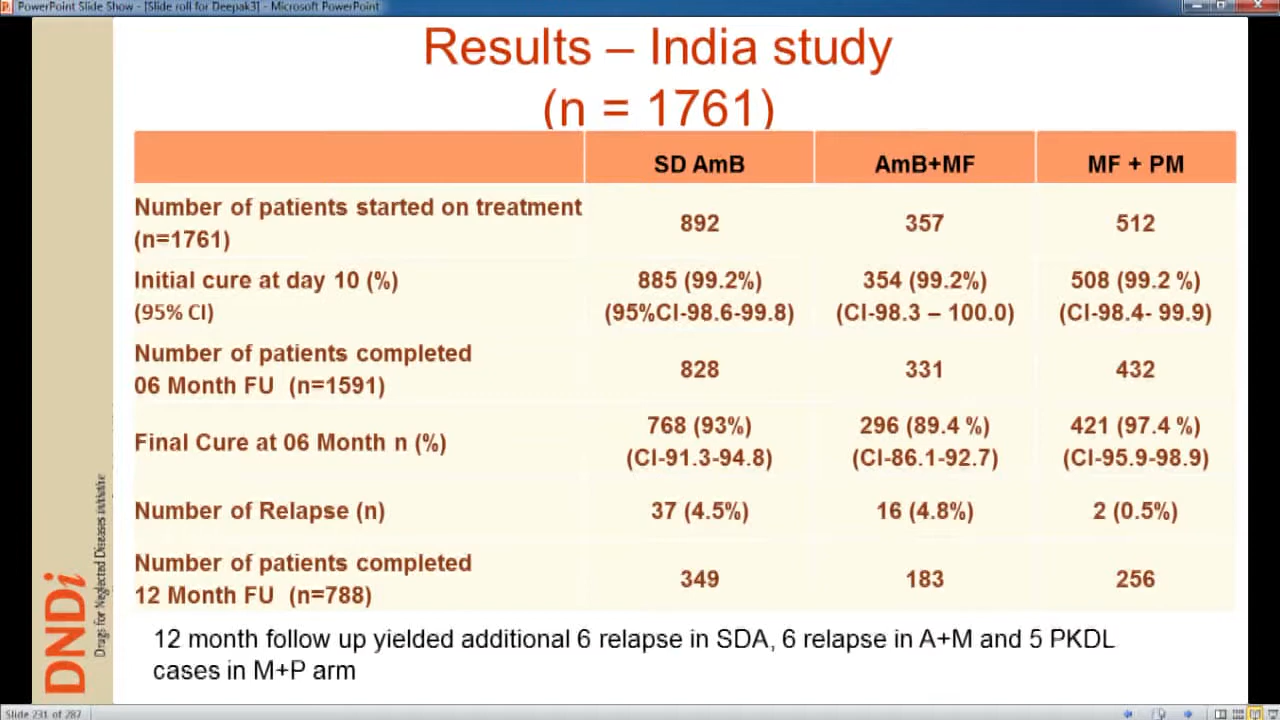 PowerPoint Slide Show - [Slide roll for Deepak3] - Microsoft PowerPoint
Results – India study
(n = 1761)
SD AmB AmB+MF MF + PM
Number of patients started on treatment
(n=1761)
892 357 512
Initial cure at day 10 (%)
(95% CI)
885 (99.2%) 354 (99.2%) 508 (99.2 %)
(95%CI-98.6-99.8) (CI-98.3 – 100.0) (CI-98.4- 99.9)
Number of patients completed
06 Month FU (n=1591)
828 331 432
Final Cure at 06 Month n (%)
768 (93%) 296 (89.4 %) 421 (97.4 %)
(CI-91.3-94.8) (CI-86.1-92.7) (CI-95.9-98.9)
Number of Relapse (n) 37 (4.5%) 16 (4.8%) 2 (0.5%)
Number of patients completed
12 Month FU (n=788)
349 183 256
12 month follow up yielded additional 6 relapse in SDA, 6 relapse in A+M and 5 PKDL
cases in M+P arm
DNDi
Drugs for Neglected Diseases initiative
Slide 231 of 287